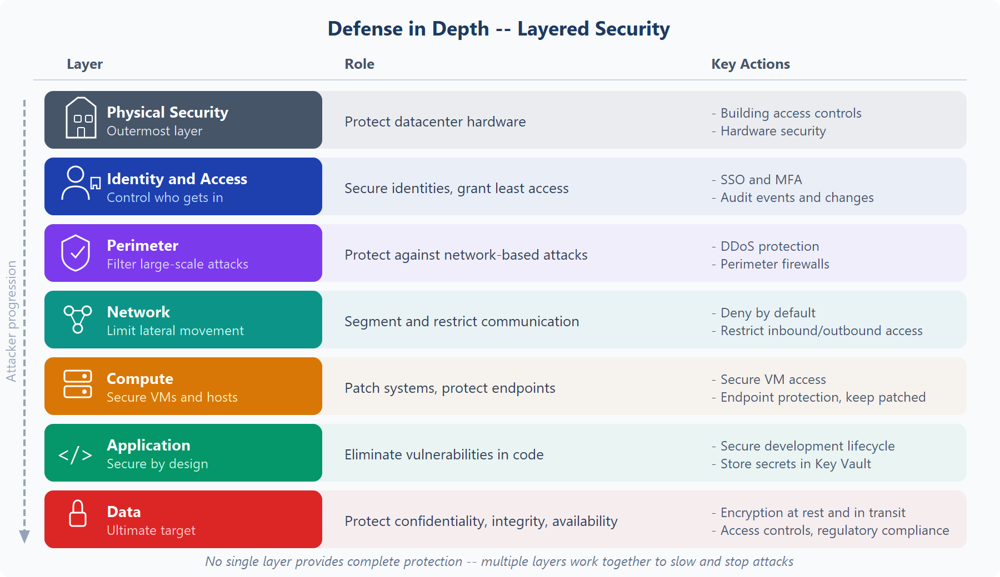 Defense in Depth -- Layered Security
Layer
Role
Key Actions
Attacker progression
Physical Security
Outermost layer
Protect datacenter hardware
- Building access controls
- Hardware security
Identity and Access
Control who gets in
Secure identities, grant least access
- SSO and MFA
- Audit events and changes
Perimeter
Filter large-scale attacks
Protect against network-based attacks
- DDoS protection
- Perimeter firewalls
Network
Limit lateral movement
Segment and restrict communication
- Deny by default
- Restrict inbound/outbound access
Compute
Secure VMs and hosts
Patch systems, protect endpoints
- Secure VM access
- Endpoint protection, keep patched
</>
Application
Secure by design
Eliminate vulnerabilities in code
- Secure development lifecycle
- Store secrets in Key Vault
Data
Ultimate target
Protect confidentiality, integrity, availability
- Encryption at rest and in transit
- Access controls, regulatory compliance
No single layer provides complete protection -- multiple layers work together to slow and stop attacks